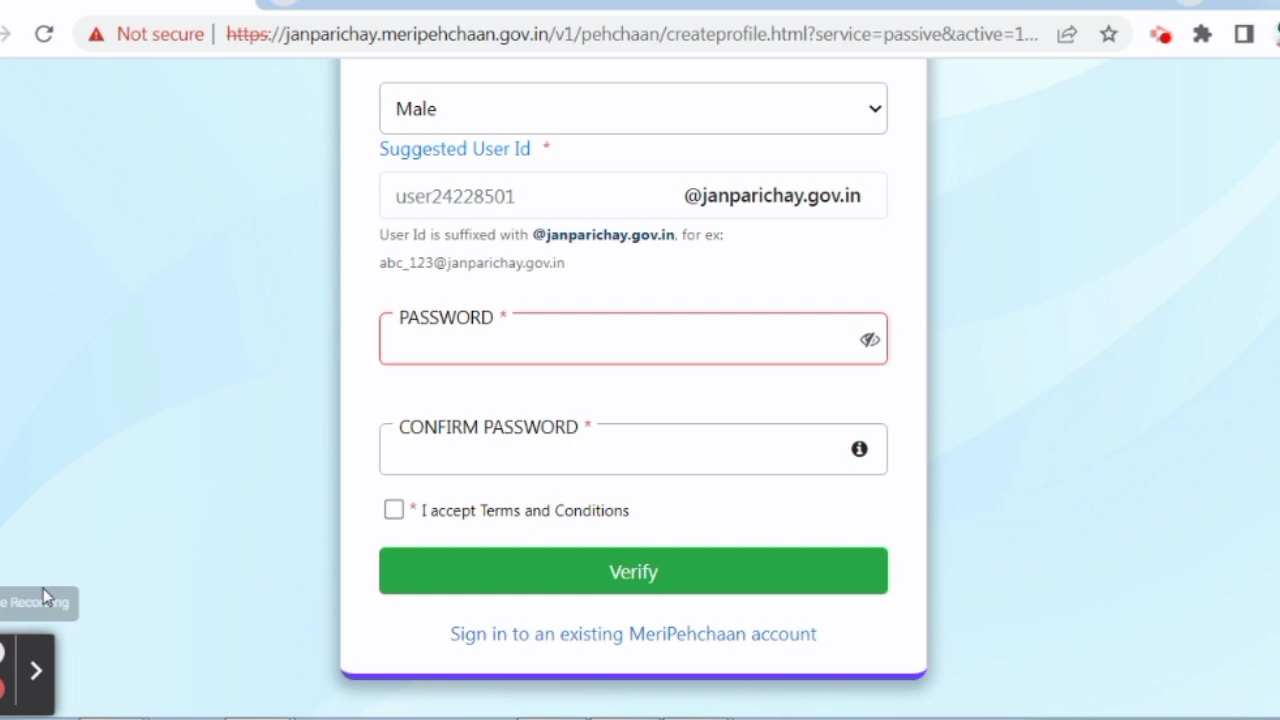 Not secure
https://janparichay.meripehchaan.gov.in/v1/pehchaan/createprofile.html?service=passive&active=1...
Male
Suggested User Id *
user24228501 @janparichay.gov.in
User Id is suffixed with @janparichay.gov.in. for ex:
abc_123@janparichay.gov.in
PASSWORD *
CONFIRM PASSWORD *
* I accept Terms and Conditions
Verify
e Recording
Sign in to an existing MeriPehchaan account